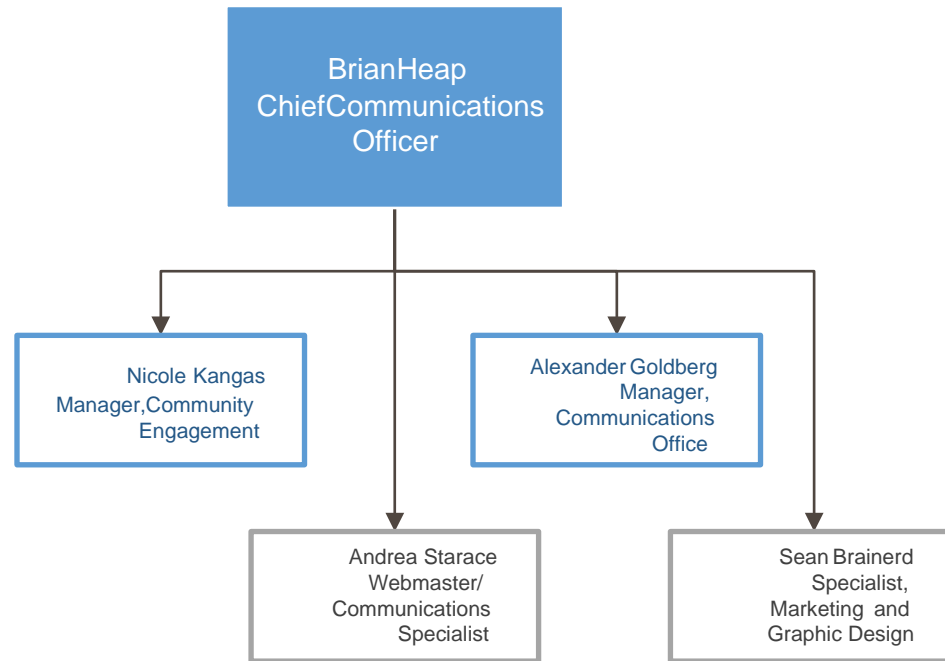 BrianHeap
ChiefCommunications
Officer
Nicole Kangas
Manager,Community
Engagement
Alexander Goldberg
Manager,
Communications
Office
Andrea Starace
Webmaster/
Communications
Specialist
Sean Brainerd
Specialist,
Marketing and
Graphic Design